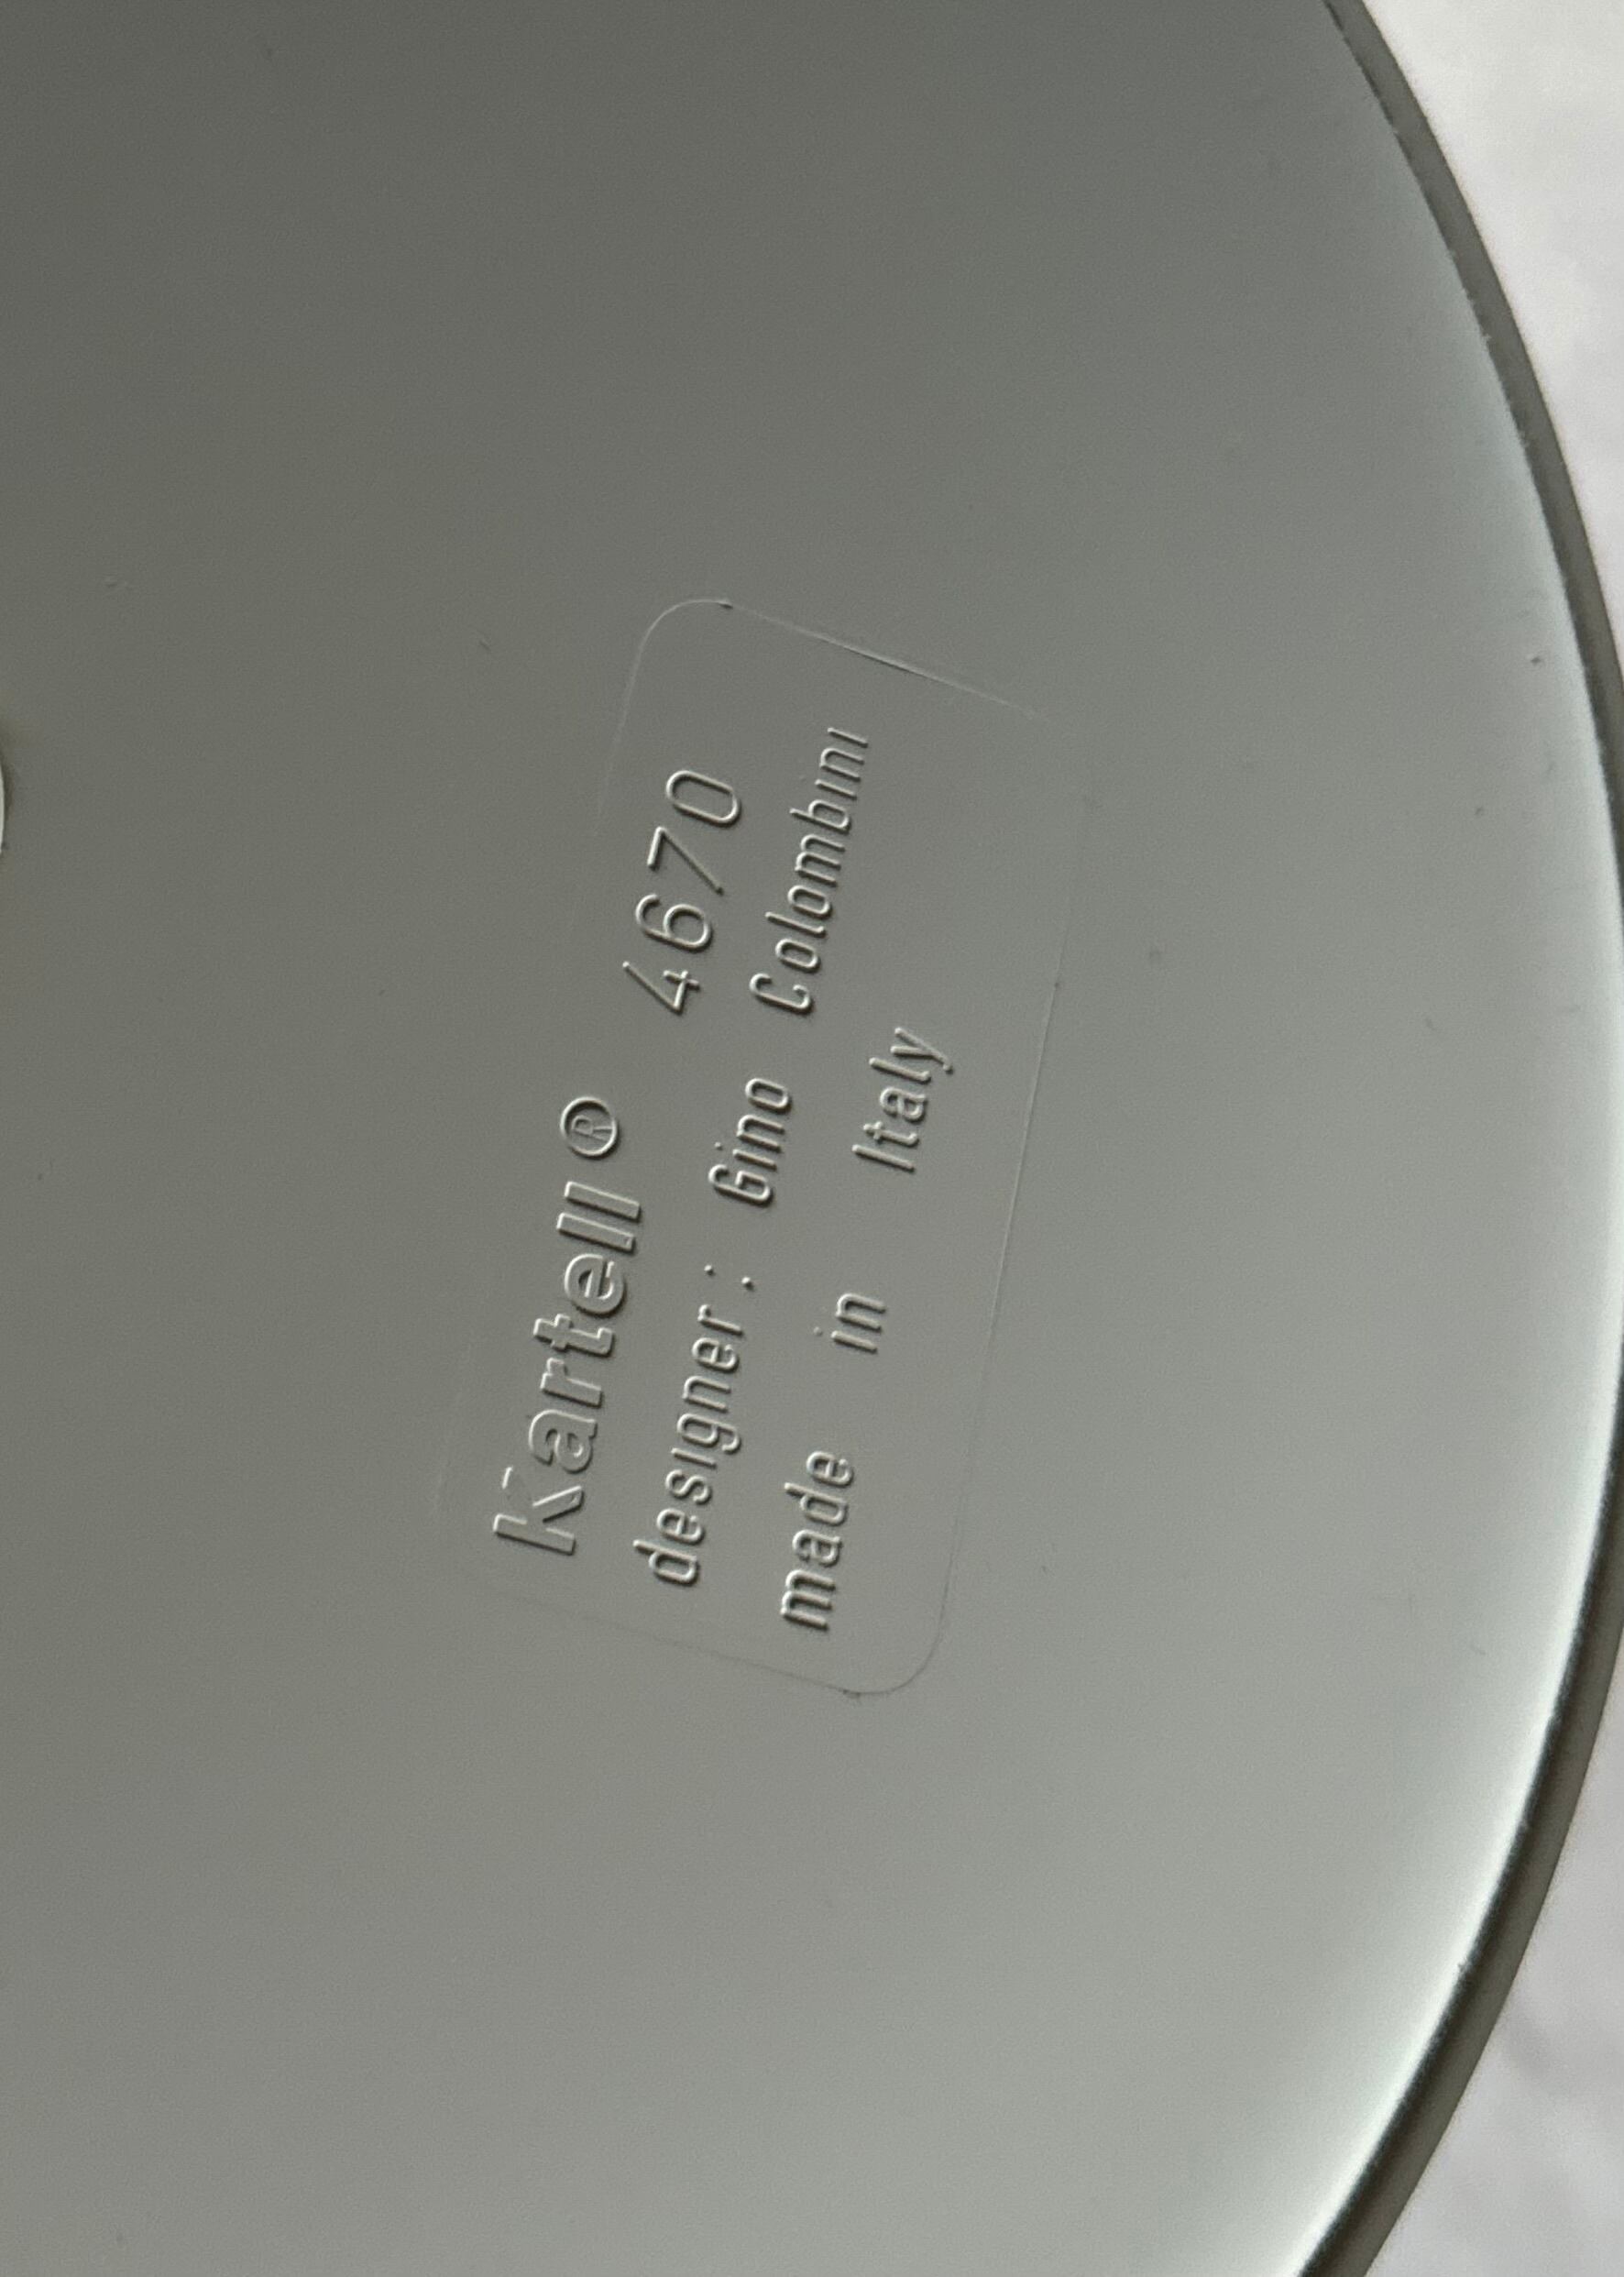 Kartell® 4670
designer: Gino Colombini
made in Italy